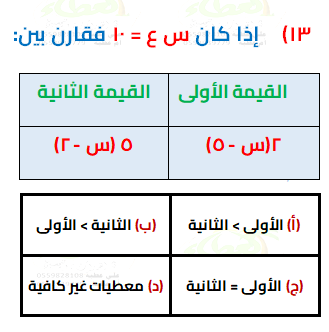 ١٣) إذا كان س ع = ١٠ فقارن بين:
القيمة الأولى القيمة الثانية
٢(س - ٥) ٥ (س - ٢)
(أ) الأولى > الثانية (ب) الثانية > الأولى
(ج) الأولى = الثانية (د) معطيات غير كافية